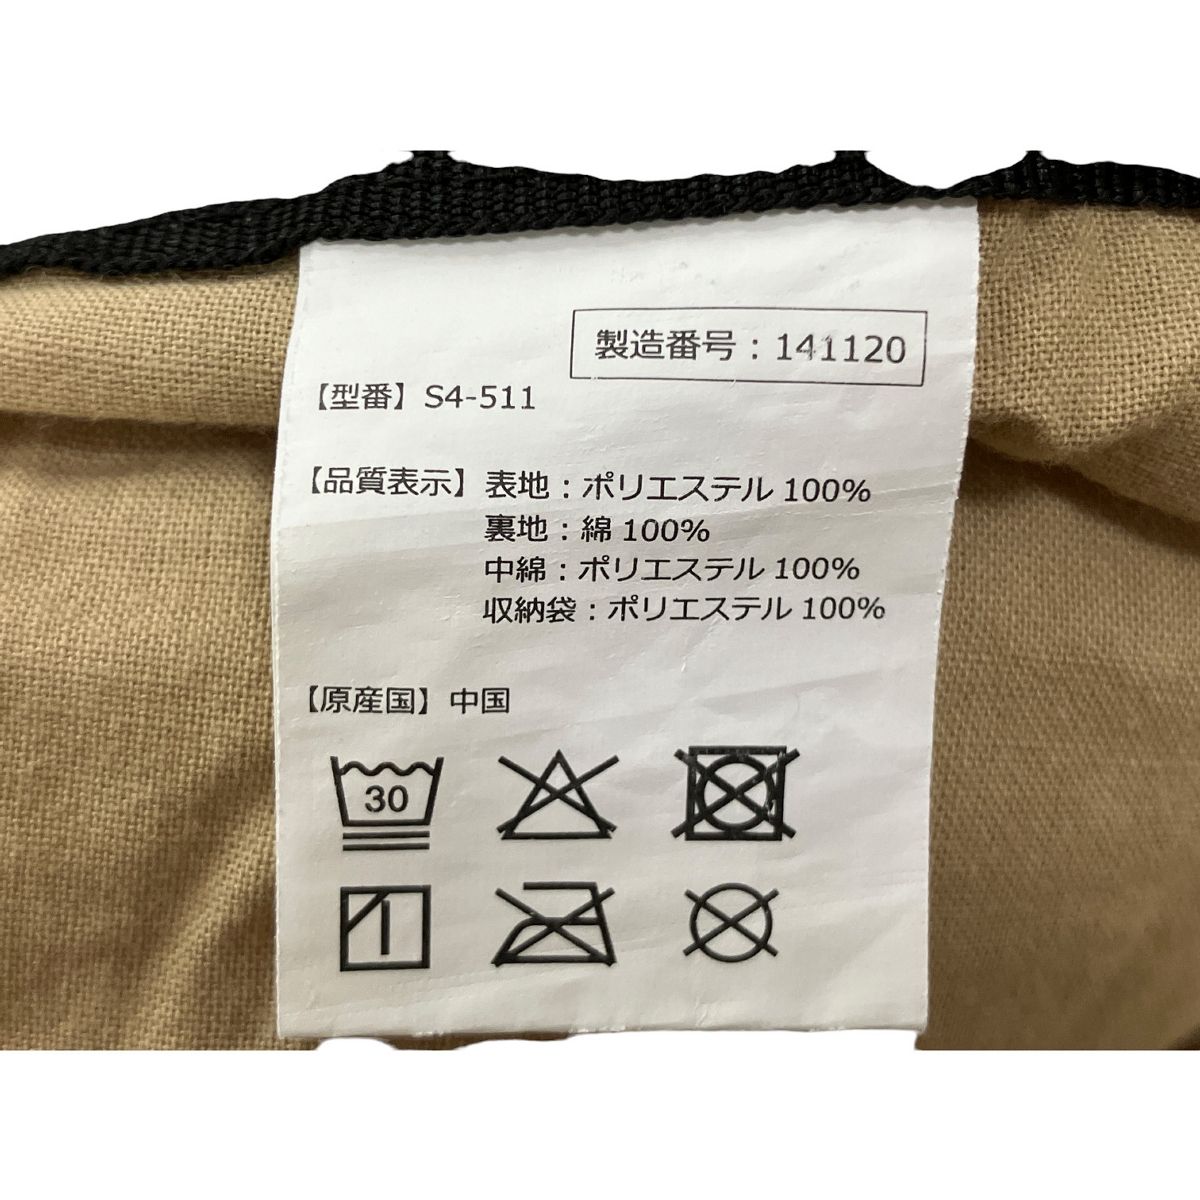 製造番号：141120
【型番】S4-511
【品質表示】表地：ポリエステル 100%
裏地：綿 100%
中綿：ポリエステル 100%
収納袋：ポリエステル 100%
【原産国】中国
30